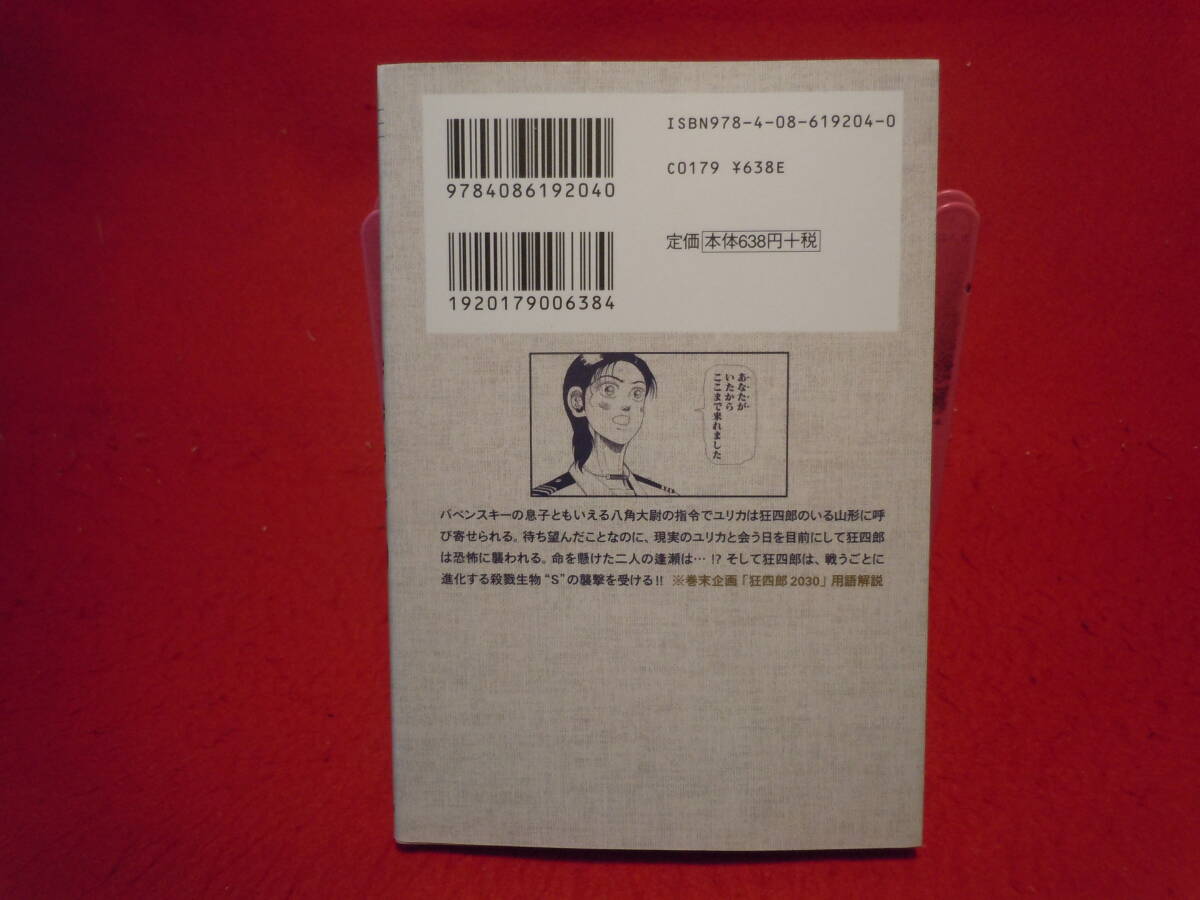 ISBN978-4-08-619204-0
9784086192040
C0179 ¥638E
定価 本体638円+税
1920179006384
あなたが
いたから
ここまで来れました
パベンスキーの息子ともいえる八角大尉の指令でユリカは狂四郎のいる山形に呼
び寄せられる。待ち望んだことなのに、現実のユリカと会う日を目前にして狂四郎
は恐怖に襲われる。命を懸けた二人の逢瀬は…!? そして狂四郎は、戦うごとに
進化する殺戮生物“S”の襲撃を受ける!! ※巻末企画「狂四郎2030」用語解説